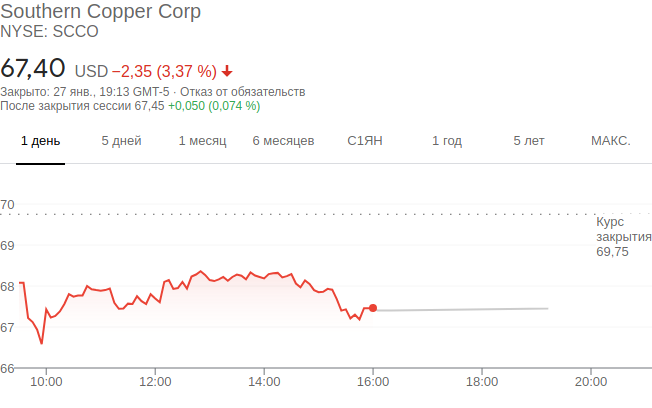 Southern Copper Corp
NYSE: SCCO
67,40 USD −2,35 (3,37 %)
Закрыто: 27 янв., 19:13 GMT-5 · Отказ от обязательств
После закрытия сессии 67,45 +0,050 (0,074 %)
1 день 5 дней 1 месяц 6 месяцев С1ЯН 1 год 5 лет МАКС.
70
Курс
закрытия
69,75
69
68
67
66
10:00 12:00 14:00 16:00 18:00 20:00